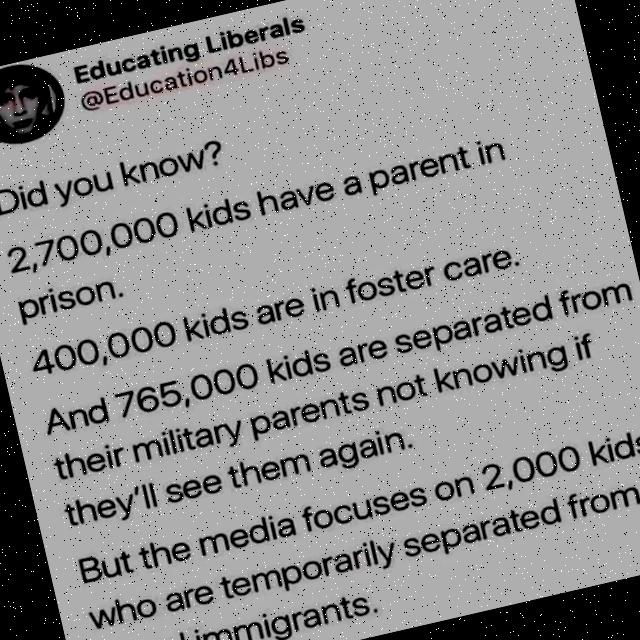 Educating Liberals
@Education4Libs
Did you know?
2,700,000 kids have a parent in
prison.
400,000 kids are in foster care.
And 765,000 kids are separated from
their military parents not knowing if
they'll see them again.
But the media focuses on 2,000 kids
who are temporarily separated from
immigrants.